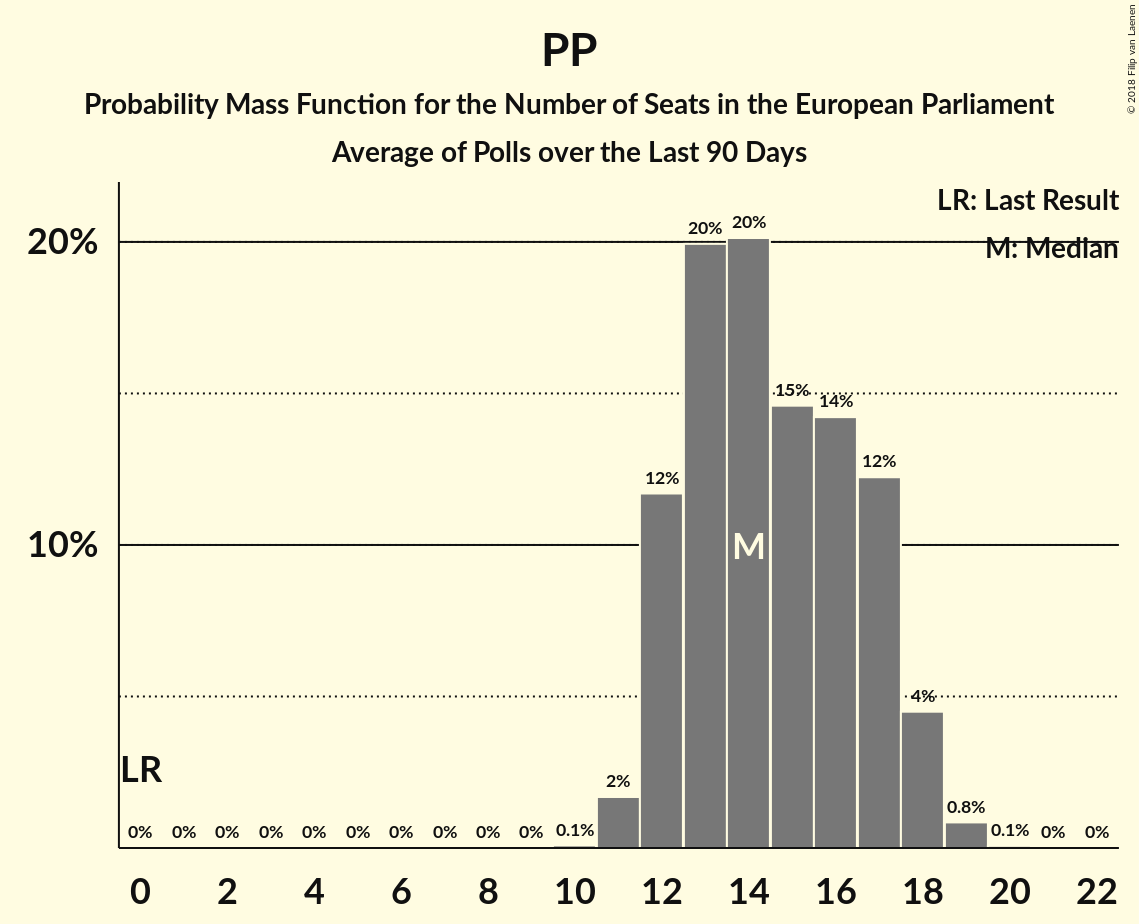 PP
Probability Mass Function for the Number of Seats in the European Parliament
Average of Polls over the Last 90 Days
© 2018 Filip van Laenen
LR: Last Result
M: Median
20%
10%
20% 20%
15% 14%
12% 12%
M
4%
LR
2%
0% 0% 0% 0% 0% 0% 0% 0% 0% 0% 0.1% 0.8% 0.1% 0% 0%
0 2 4 6 8 10 12 14 16 18 20 22